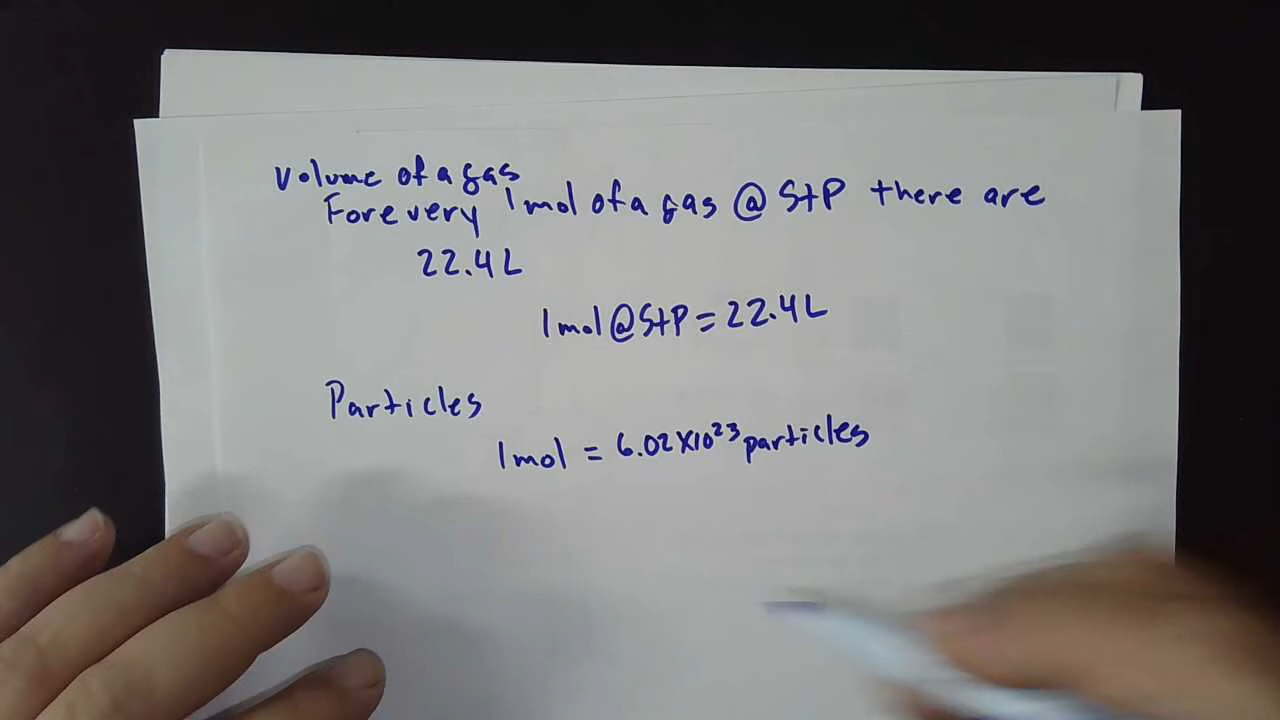 Volume of a gas
For every 1mol of a gas @ StP there are
22.4L
1mol@StP = 22.4L
Particles
1mol = 6.02X10²³ particles